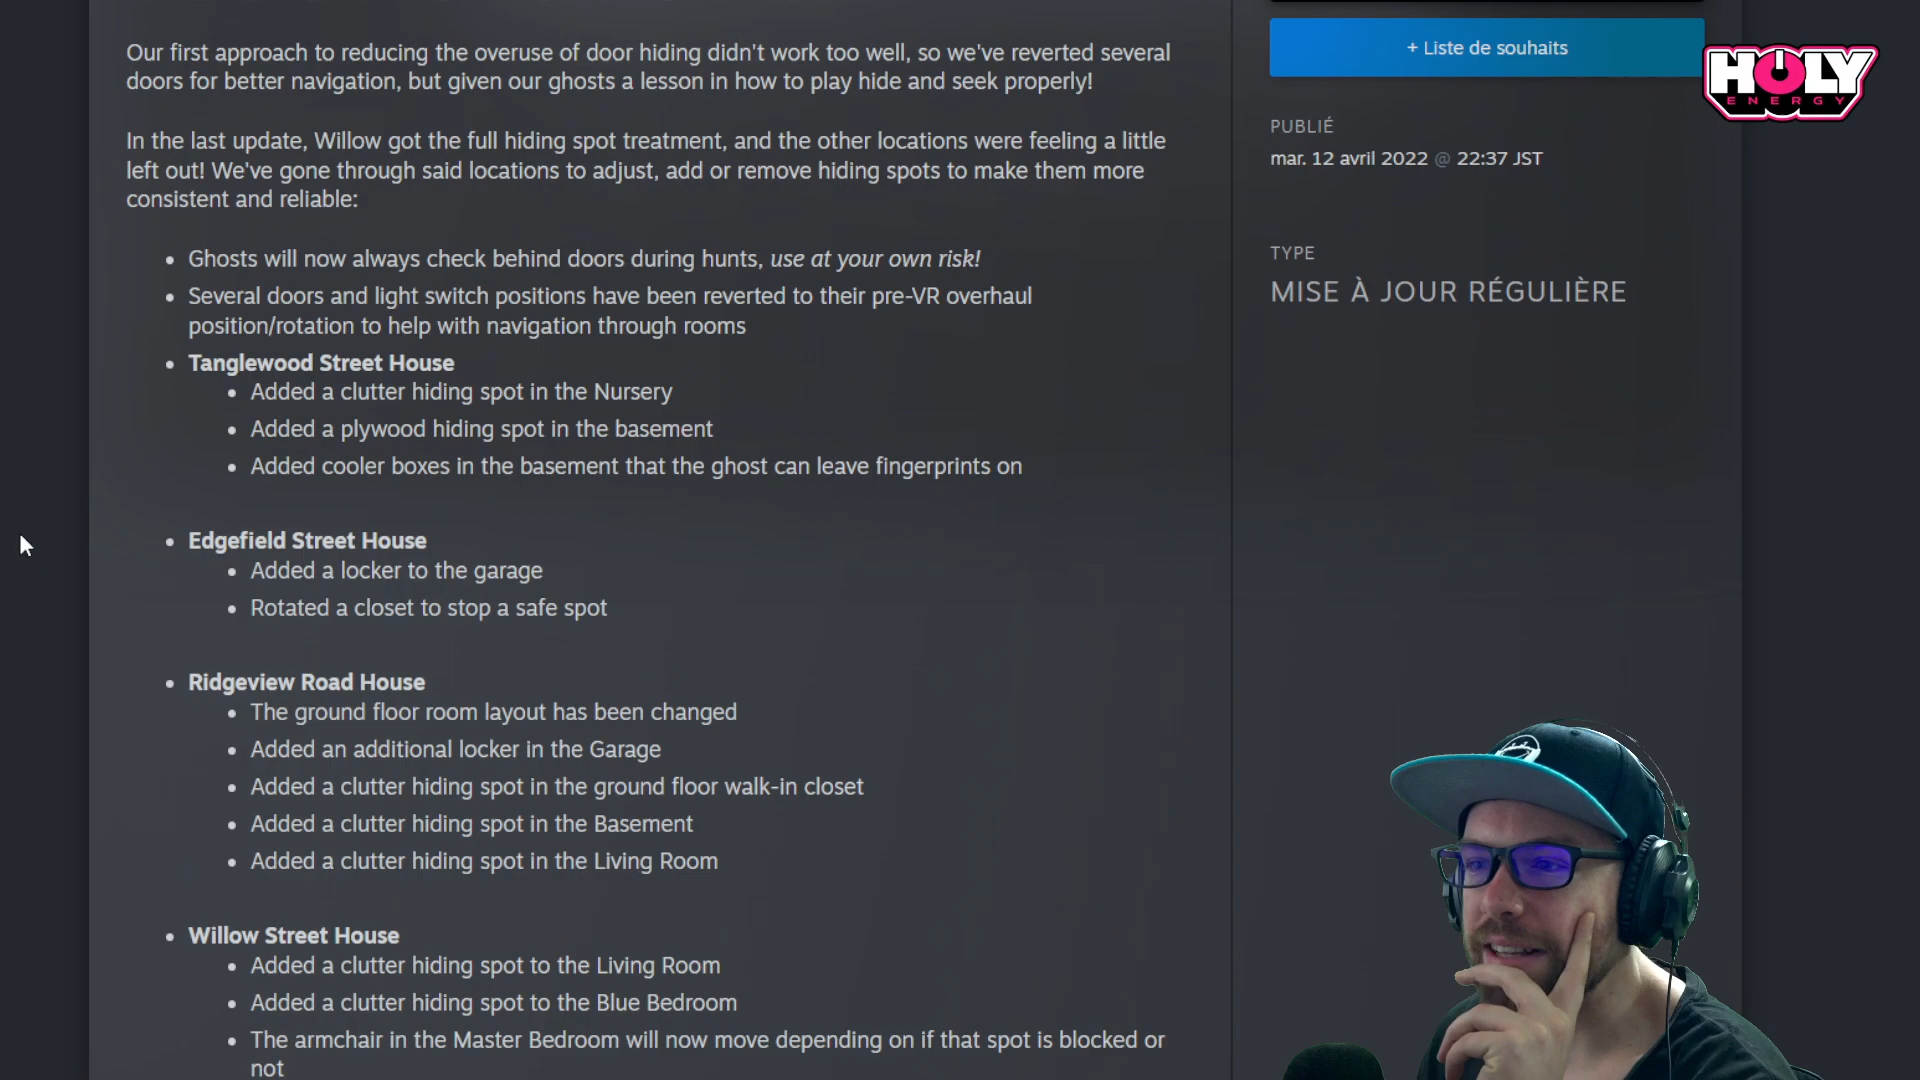 Our first approach to reducing the overuse of door hiding didn't work too well, so we've reverted several
doors for better navigation, but given our ghosts a lesson in how to play hide and seek properly!
In the last update, Willow got the full hiding spot treatment, and the other locations were feeling a little
left out! We've gone through said locations to adjust, add or remove hiding spots to make them more
consistent and reliable:
Ghosts will now always check behind doors during hunts, use at your own risk!
Several doors and light switch positions have been reverted to their pre-VR overhaul
position/rotation to help with navigation through rooms
Tanglewood Street House
Added a clutter hiding spot in the Nursery
Added a plywood hiding spot in the basement
Added cooler boxes in the basement that the ghost can leave fingerprints on
Edgefield Street House
Added a locker to the garage
Rotated a closet to stop a safe spot
Ridgeview Road House
The ground floor room layout has been changed
Added an additional locker in the Garage
Added a clutter hiding spot in the ground floor walk-in closet
Added a clutter hiding spot in the Basement
Added a clutter hiding spot in the Living Room
Willow Street House
Added a clutter hiding spot to the Living Room
Added a clutter hiding spot to the Blue Bedroom
The armchair in the Master Bedroom will now move depending on if that spot is blocked or
not
+ Liste de souhaits
HOLY
ENERGY
PUBLIÉ
mar. 12 avril 2022 @ 22:37 JST
TYPE
MISE À JOUR RÉGULIÈRE